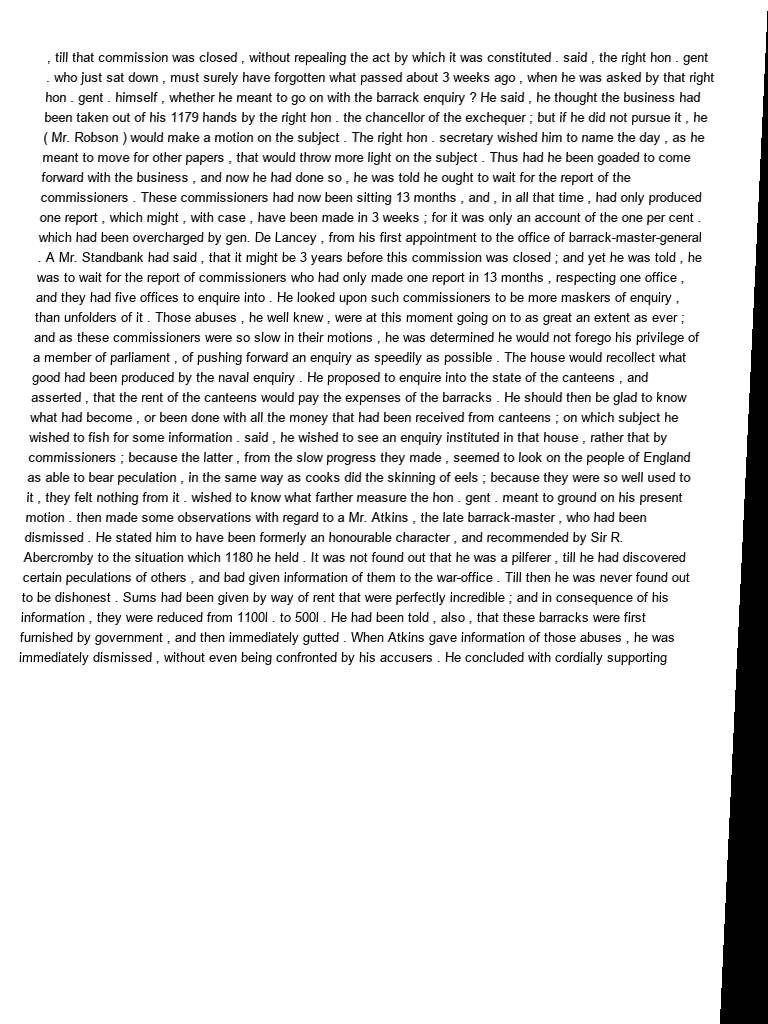 , till that commission was closed , without repealing the act by which it was constituted . said , the right hon . gent
. who just sat down , must surely have forgotten what passed about 3 weeks ago , when he was asked by that right
hon . gent . himself , whether he meant to go on with the barrack enquiry ? He said , he thought the business had
been taken out of his 1179 hands by the right hon . the chancellor of the exchequer ; but if he did not pursue it , he
( Mr. Robson ) would make a motion on the subject . The right hon . secretary wished him to name the day , as he
meant to move for other papers , that would throw more light on the subject . Thus had he been goaded to come
forward with the business , and now he had done so , he was told he ought to wait for the report of the
commissioners . These commissioners had now been sitting 13 months , and , in all that time , had only produced
one report , which might , with case , have been made in 3 weeks ; for it was only an account of the one per cent .
which had been overcharged by gen. De Lancey , from his first appointment to the office of barrack-master-general
. A Mr. Standbank had said , that it might be 3 years before this commission was closed ; and yet he was told , he
was to wait for the report of commissioners who had only made one report in 13 months , respecting one office ,
and they had five offices to enquire into . He looked upon such commissioners to be more maskers of enquiry ,
than unfolders of it . Those abuses , he well knew , were at this moment going on to as great an extent as ever ;
and as these commissioners were so slow in their motions , he was determined he would not forego his privilege of
a member of parliament , of pushing forward an enquiry as speedily as possible . The house would recollect what
good had been produced by the naval enquiry . He proposed to enquire into the state of the canteens , and
asserted , that the rent of the canteens would pay the expenses of the barracks . He should then be glad to know
what had become , or been done with all the money that had been received from canteens ; on which subject he
wished to fish for some information . said , he wished to see an enquiry instituted in that house , rather that by
commissioners ; because the latter , from the slow progress they made , seemed to look on the people of England
as able to bear peculation , in the same way as cooks did the skinning of eels ; because they were so well used to
it , they felt nothing from it . wished to know what farther measure the hon . gent . meant to ground on his present
motion . then made some observations with regard to a Mr. Atkins , the late barrack-master , who had been
dismissed . He stated him to have been formerly an honourable character , and recommended by Sir R.
Abercromby to the situation which 1180 he held . It was not found out that he was a pilferer , till he had discovered
certain peculations of others , and bad given information of them to the war-office . Till then he was never found out
to be dishonest . Sums had been given by way of rent that were perfectly incredible ; and in consequence of his
information , they were reduced from 1100l . to 500l . He had been told , also , that these barracks were first
furnished by government , and then immediately gutted . When Atkins gave information of those abuses , he was
immediately dismissed , without even being confronted by his accusers . He concluded with cordially supporting